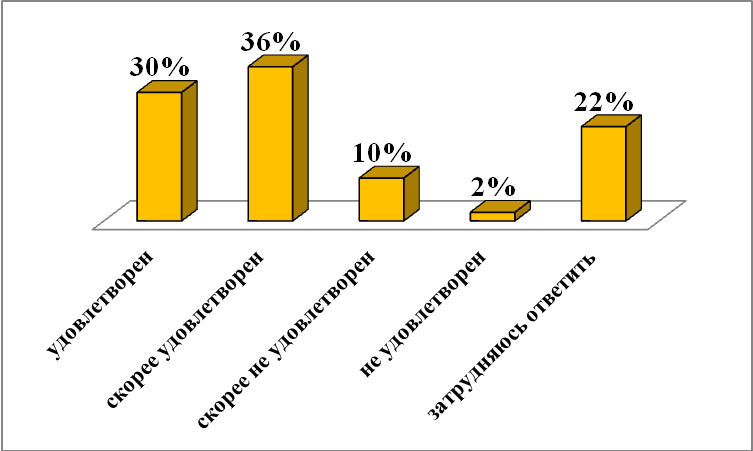 30%
36%
10%
2%
22%
удовлетворен
скорее удовлетворен
скорее не удовлетворен
не удовлетворен
затрудняюсь ответить